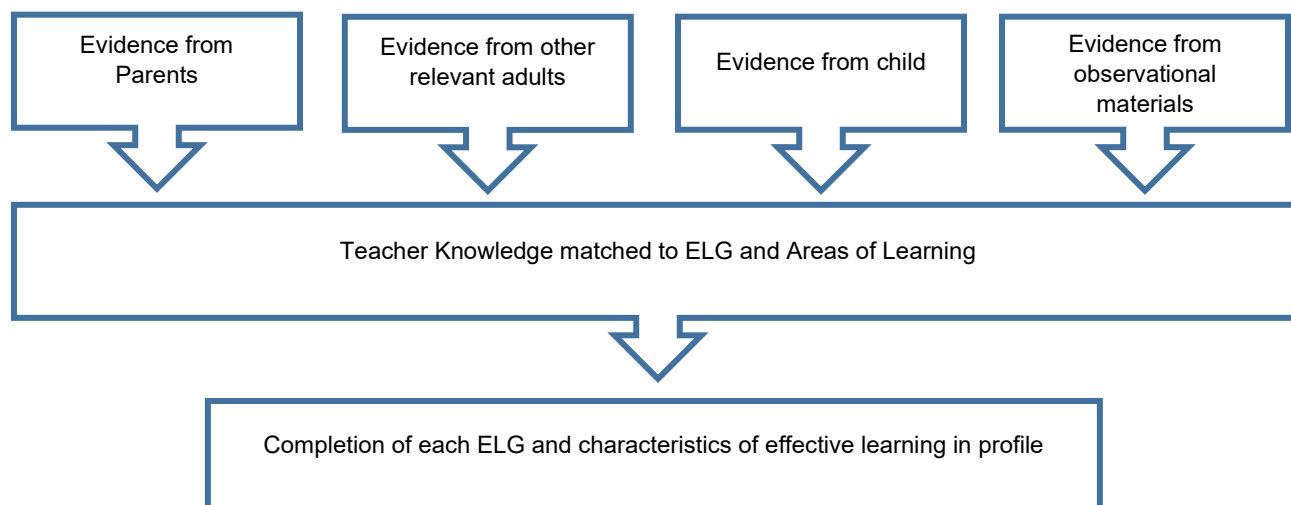 Evidence from
Parents
Evidence from other
relevant adults
Evidence from child
Evidence from
observational
materials
Teacher Knowledge matched to ELG and Areas of Learning
Completion of each ELG and characteristics of effective learning in profile